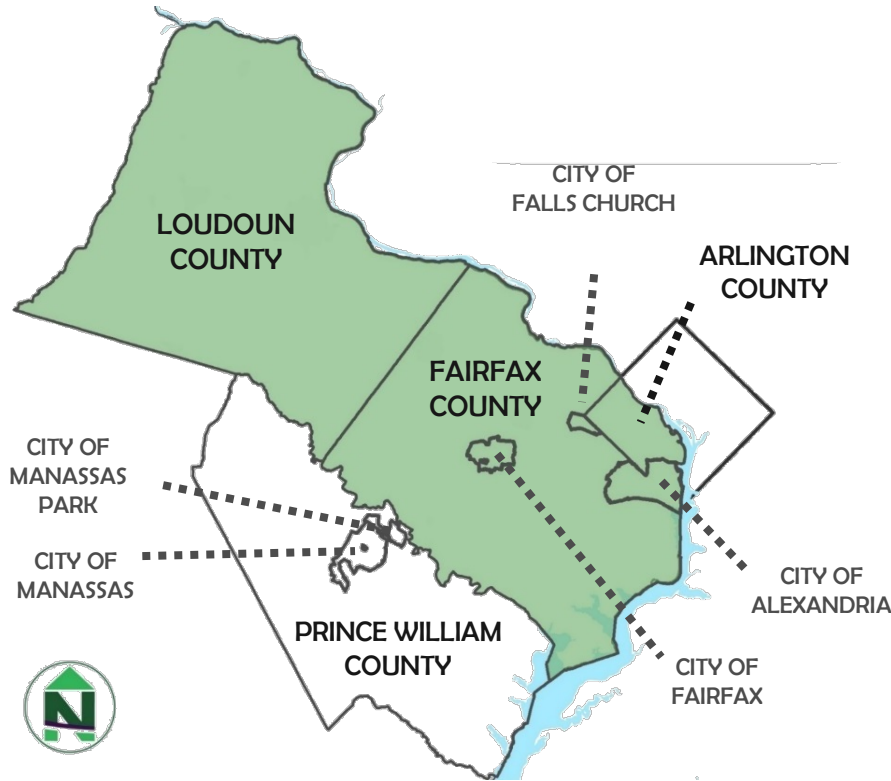 CITY OF
FALLS CHURCH
LOUDOUN
COUNTY
ARLINGTON
COUNTY
FAIRFAX
COUNTY
CITY OF
MANASSAS
PARK
CITY OF
MANASSAS
CITY OF
ALEXANDRIA
PRINCE WILLIAM
COUNTY
CITY OF
FAIRFAX
N